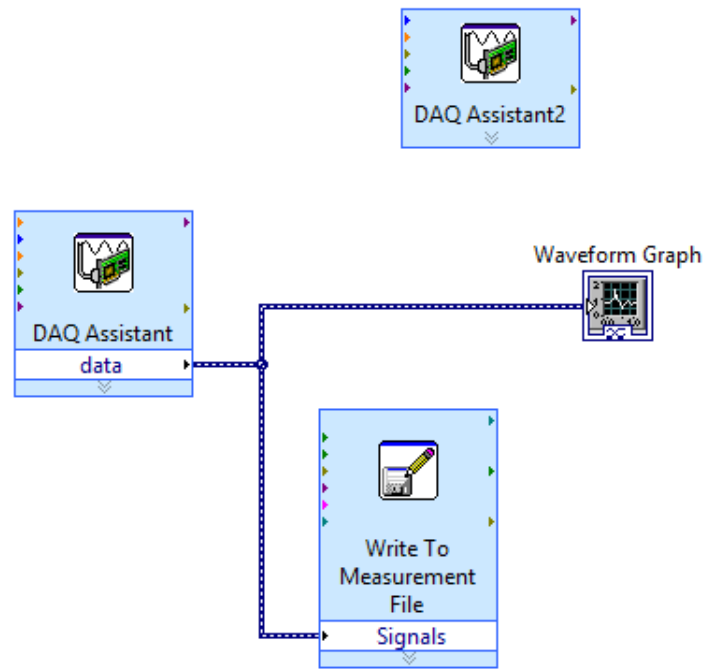 DAQ Assistant2
Waveform Graph
DAQ Assistant
data
Write To
Measurement
File
Signals